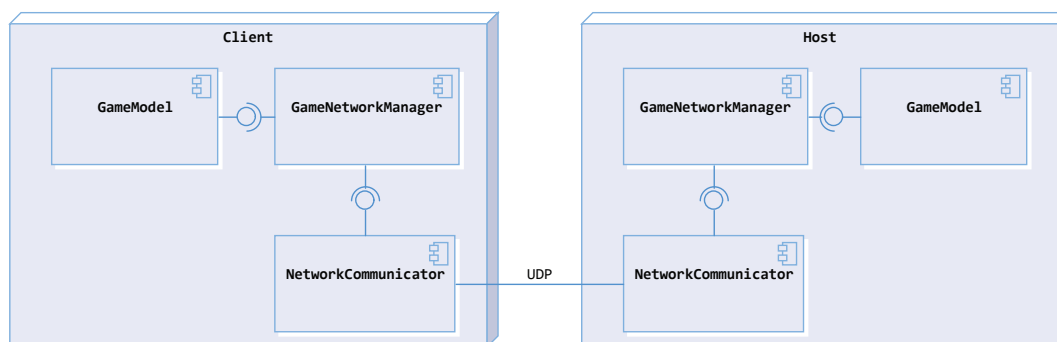 Client
GameModel
GameNetworkManager
NetworkCommunicator
UDP
Host
GameNetworkManager
GameModel
NetworkCommunicator